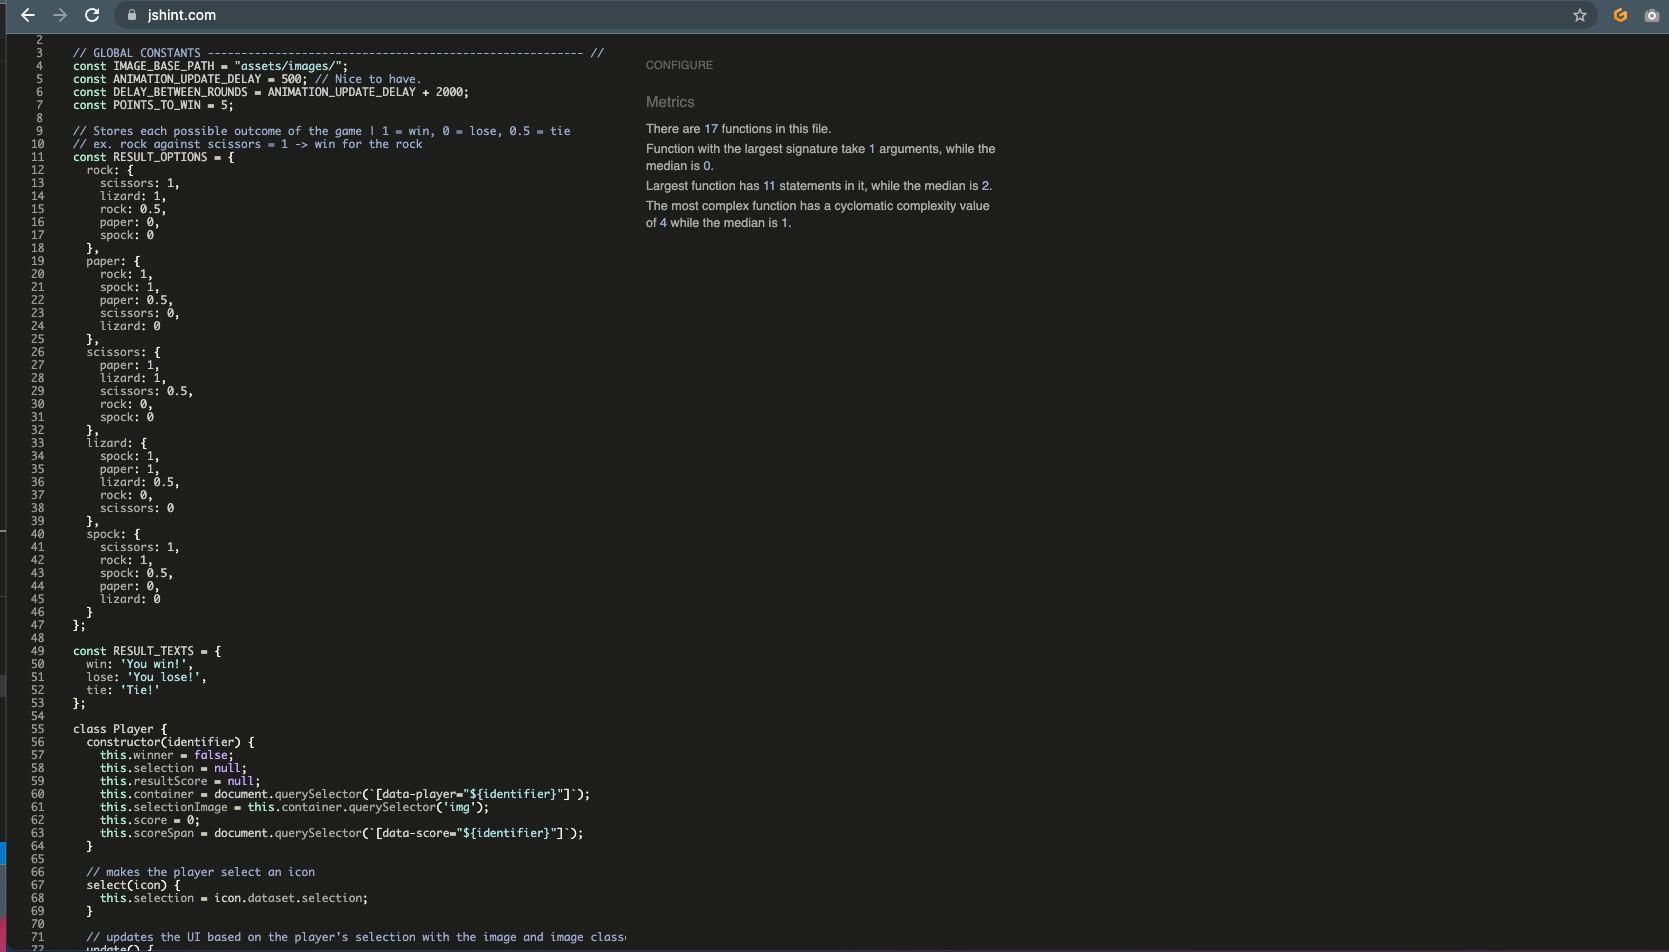 jshint.com
2
3 // GLOBAL CONSTANTS -------------------------------------------------------- //
4 const IMAGE_BASE_PATH = "assets/images/";
5 const ANIMATION_UPDATE_DELAY = 500; // Nice to have.
6 const DELAY_BETWEEN_ROUNDS = ANIMATION_UPDATE_DELAY + 2000;
7 const POINTS_TO_WIN = 5;
8
9 // Stores each possible outcome of the game | 1 = win, 0 = lose, 0.5 = tie
10 // ex. rock against scissors = 1 -> win for the rock
11 const RESULT_OPTIONS = {
12 rock: {
13 scissors: 1,
14 lizard: 1,
15 rock: 0.5,
16 paper: 0,
17 spock: 0
18 },
19 paper: {
20 rock: 1,
21 spock: 1,
22 paper: 0.5,
23 scissors: 0,
24 lizard: 0
25 },
26 scissors: {
27 paper: 1,
28 lizard: 1,
29 scissors: 0.5,
30 rock: 0,
31 spock: 0
32 },
33 lizard: {
34 spock: 1,
35 paper: 1,
36 lizard: 0.5,
37 rock: 0,
38 scissors: 0
39 },
40 spock: {
41 scissors: 1,
42 rock: 1,
43 spock: 0.5,
44 paper: 0,
45 lizard: 0
46 }
47 };
48
49 const RESULT_TEXTS = {
50 win: 'You win!',
51 lose: 'You lose!',
52 tie: 'Tie!'
53 };
54
55 class Player {
56 constructor(identifier) {
57 this.winner = false;
58 this.selection = null;
59 this.resultScore = null;
60 this.container = document.querySelector(`[data-player="${identifier}"]`);
61 this.selectionImage = this.container.querySelector('img');
62 this.score = 0;
63 this.scoreSpan = document.querySelector(`[data-score="${identifier}"]`);
64 }
65
66 // makes the player select an icon
67 select(icon) {
68 this.selection = icon.dataset.selection;
69 }
70
71 // updates the UI based on the player's selection with the image and image class
72 update() {
CONFIGURE
Metrics
There are 17 functions in this file.
Function with the largest signature take 1 arguments, while the
median is 0.
Largest function has 11 statements in it, while the median is 2.
The most complex function has a cyclomatic complexity value
of 4 while the median is 1.